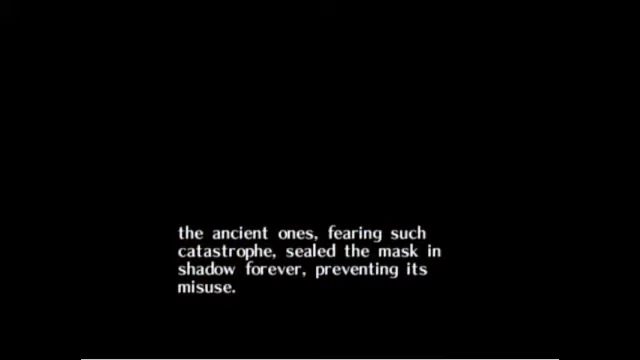 the ancient ones, fearing such
catastrophe, sealed the mask in
shadow forever, preventing its
misuse.